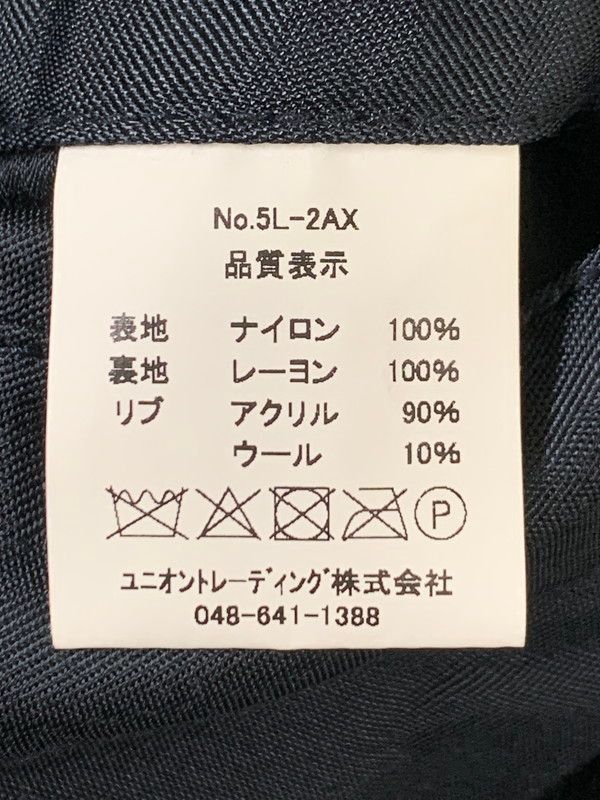 No.5L-2AX
品質表示
表地 ナイロン 100%
裏地 レーヨン 100%
リブ アクリル 90%
ウール 10%
P
ユニオントレーディング株式会社
048-641-1388